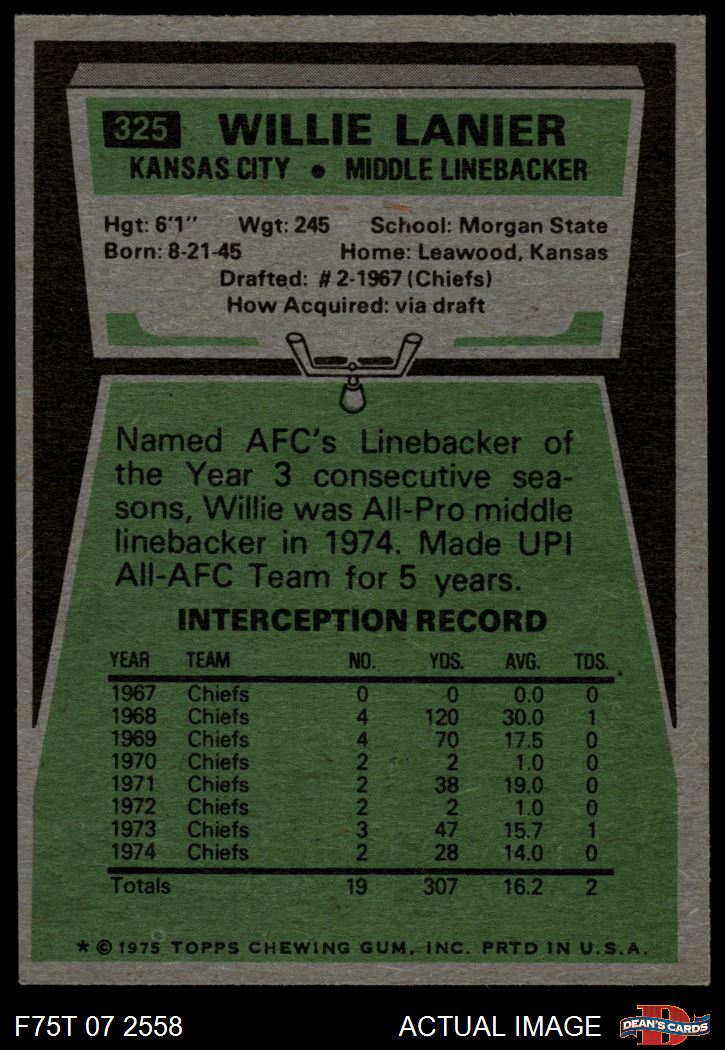 325 WILLIE LANIER
KANSAS CITY • MIDDLE LINEBACKER
Hgt: 6'1" Wgt: 245 School: Morgan State
Born: 8-21-45 Home: Leawood, Kansas
Drafted: #2-1967 (Chiefs)
How Acquired: via draft
Named AFC's Linebacker of
the Year 3 consecutive sea-
sons, Willie was All-Pro middle
linebacker in 1974. Made UPI
All-AFC Team for 5 years.
INTERCEPTION RECORD
YEAR TEAM NO. YDS. AVG. TDS.
1967 Chiefs 0 0 0.0 0
1968 Chiefs 4 120 30.0 1
1969 Chiefs 4 70 17.5 0
1970 Chiefs 2 2 1.0 0
1971 Chiefs 2 38 19.0 0
1972 Chiefs 2 2 1.0 0
1973 Chiefs 3 47 15.7 1
1974 Chiefs 2 28 14.0 0
Totals 19 307 16.2 2
* © 1975 TOPPS CHEWING GUM, INC. PRTD IN U.S.A.
F75T 07 2558 ACTUAL IMAGE D DEAN'S CARDS